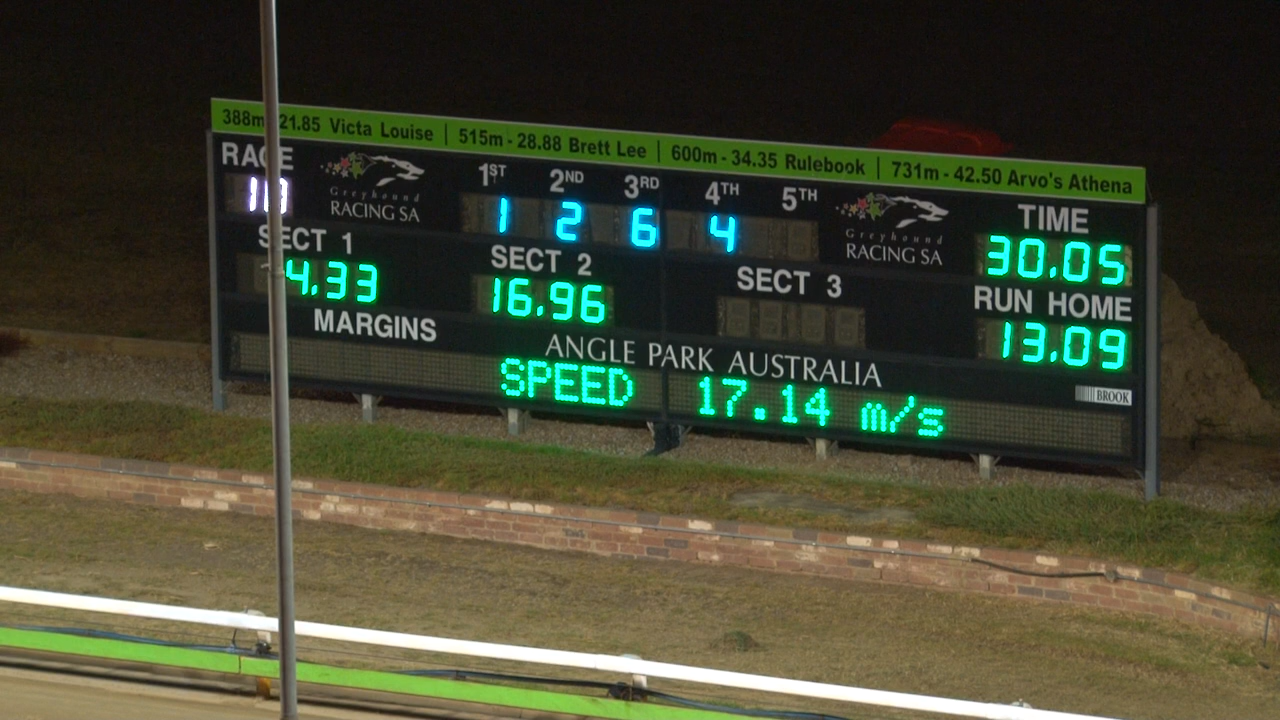 388m - 21.85 Victa Louise | 515m - 28.88 Brett Lee | 600m - 34.35 Rulebook | 731m - 42.50 Arvo's Athena
RACE 1ST 2ND 3RD 4TH 5TH TIME
10 1 2 6 4 30.05
Greyhound RACING SA Greyhound RACING SA
SECT 1 SECT 2 SECT 3 RUN HOME
4.33 16.96 13.09
MARGINS ANGLE PARK AUSTRALIA
SPEED 17.14 m/s
BROOK